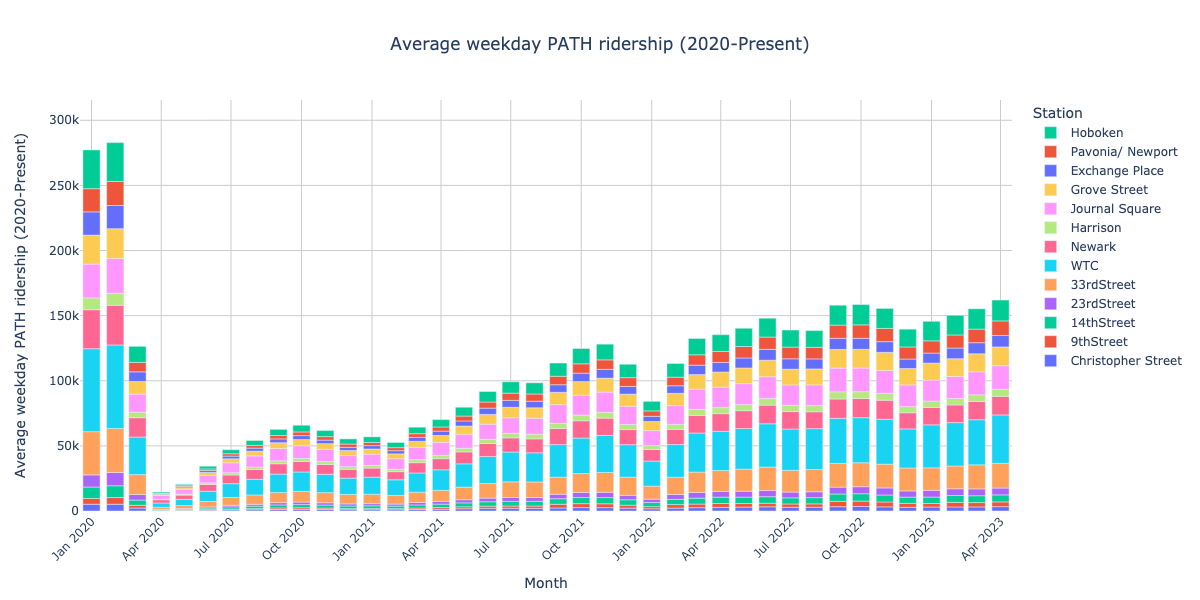 Average weekday PATH ridership (2020-Present)
Average weekday PATH ridership (2020-Present)
300k
250k
200k
150k
100k
50k
0
Jan 2020
Apr 2020
Jul 2020
Oct 2020
Jan 2021
Apr 2021
Jul 2021
Oct 2021
Jan 2022
Apr 2022
Jul 2022
Oct 2022
Jan 2023
Apr 2023
Month
Station
Hoboken
Pavonia/ Newport
Exchange Place
Grove Street
Journal Square
Harrison
Newark
WTC
33rdStreet
23rdStreet
14thStreet
9thStreet
Christopher Street